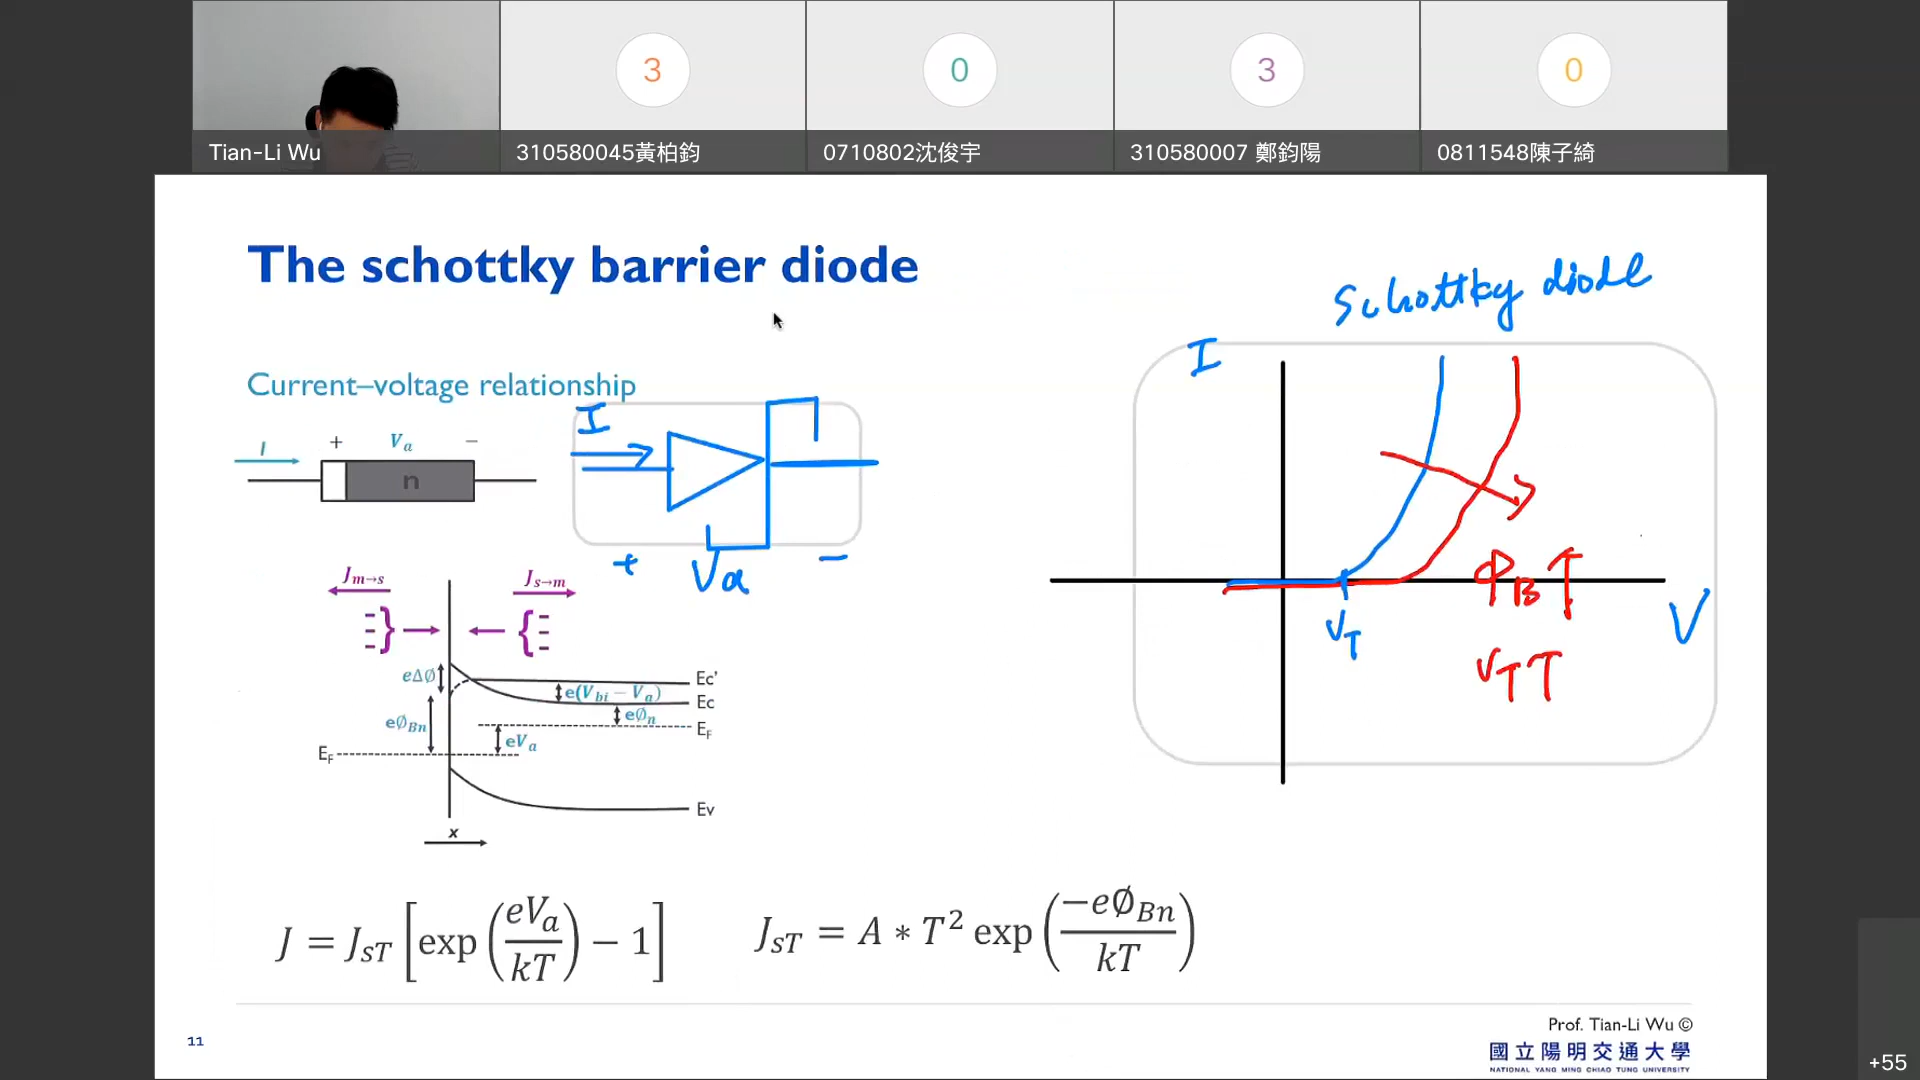 3
0
3
0
Tian-Li Wu
310580045黃柏鈞
0710802沈俊宇
310580007 鄭鈞陽
0811548陳子綺
The schottky barrier diode
Schottky diode
Current–voltage relationship
I
+ Va −
n
I
+ Va −
I
V
VT
ΦB↑
VT↑
Jm→s
Js→m
eΔØ
eØBn
EF
Ec'
e(Vbi − Va)
Ec
eØn
EF
eVa
Ev
x
J = JsT [exp(eVa/kT) − 1]
JsT = A ∗ T² exp(−eØBn/kT)
Prof. Tian-Li Wu ©
11
國立陽明交通大學
NATIONAL YANG MING CHIAO TUNG UNIVERSITY
+55